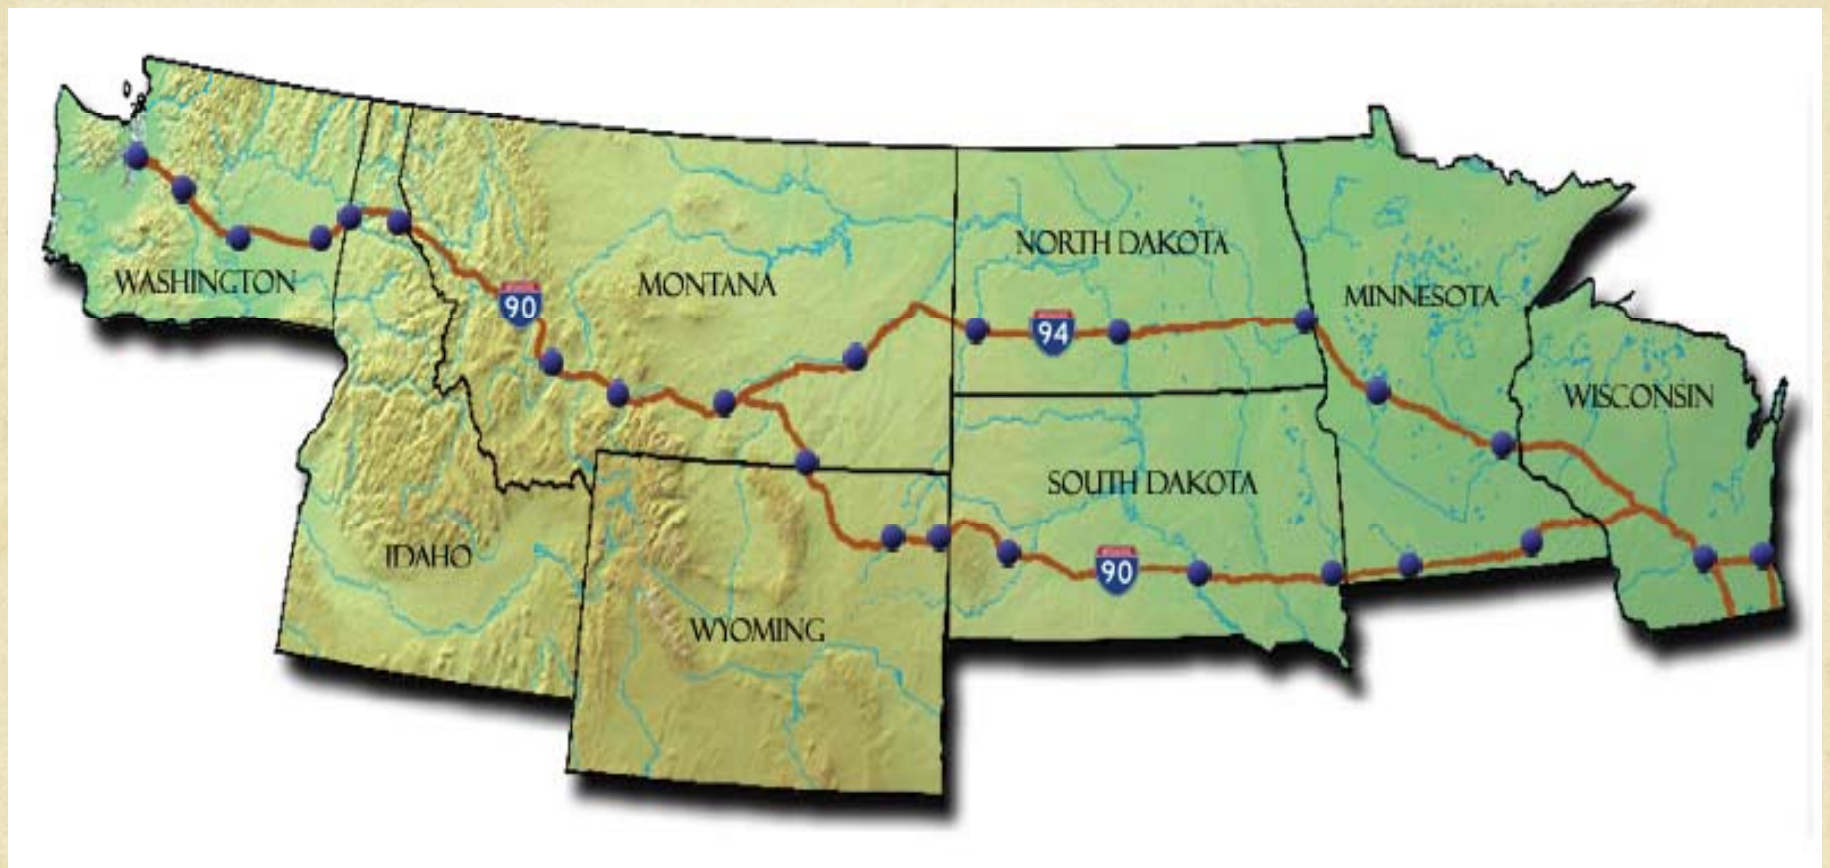 NORTH DAKOTA
WASHINGTON
MONTANA
MINNESOTA
90
94
WISCONSIN
SOUTH DAKOTA
IDAHO
90
WYOMING